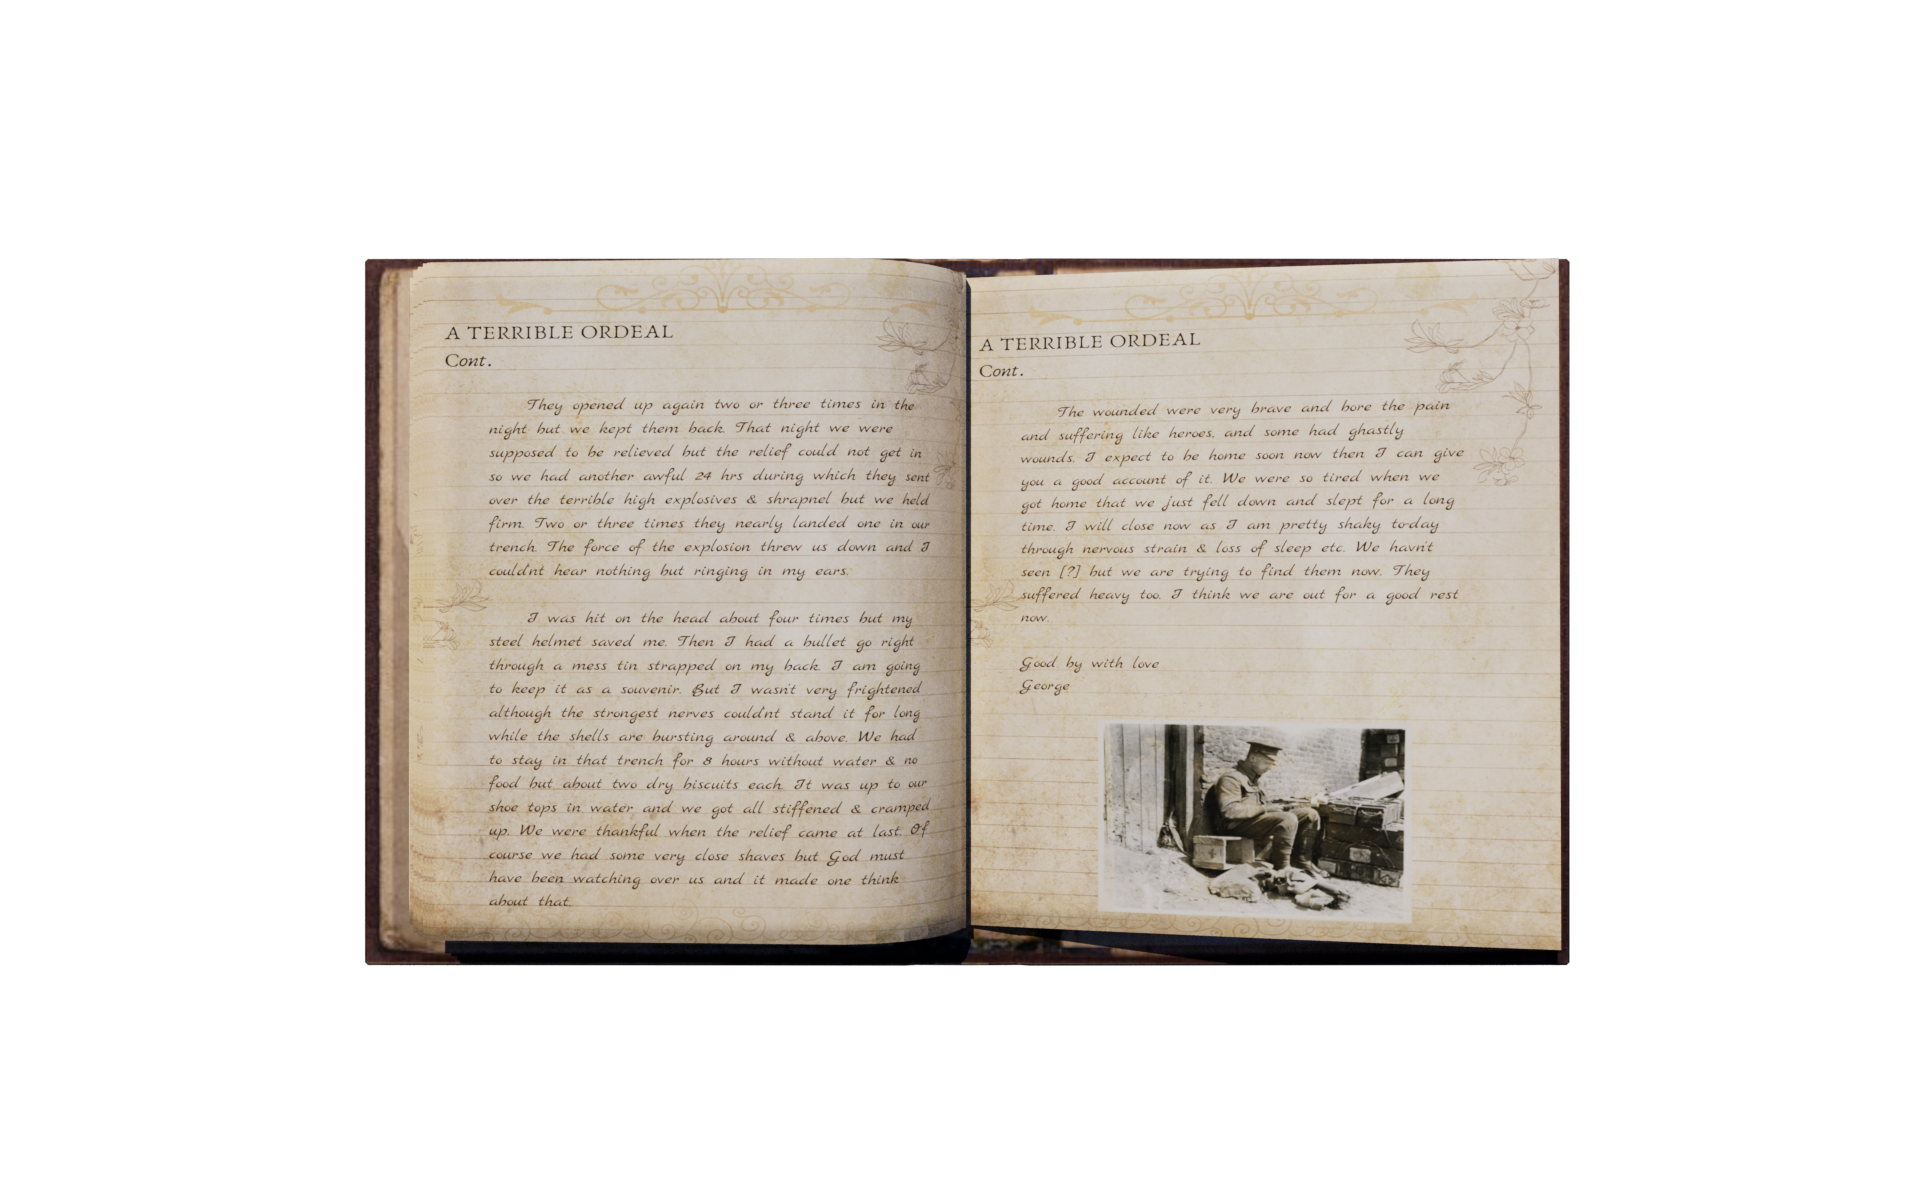 A TERRIBLE ORDEAL
Cont.
They opened up again two or three times in the
night but we kept them back. That night we were
supposed to be relieved but the relief could not get in
so we had another awful 24 hrs during which they sent
over the terrible high explosives & shrapnel but we held
firm. Two or three times they nearly landed one in our
trench. The force of the explosion threw us down and I
could'nt hear nothing but ringing in my ears.
I was hit on the head about four times but my
steel helmet saved me. Then I had a bullet go right
through a mess tin strapped on my back. I am going
to keep it as a souvenir. But I wasn't very frightened
although the strongest nerves could'nt stand it for long
while the shells are bursting around & above. We had
to stay in that trench for 8 hours without water & no
food but about two dry biscuits each. It was up to our
shoe tops in water and we got all stiffened & cramped
up. We were thankful when the relief came at last. Of
course we had some very close shaves but God must
have been watching over us and it made one think
about that.
A TERRIBLE ORDEAL
Cont.
The wounded were very brave and bore the pain
and suffering like heroes, and some had ghastly
wounds. I expect to be home soon now then I can give
you a good account of it. We were so tired when we
got home that we just fell down and slept for a long
time. I will close now as I am pretty shaky to-day
through nervous strain & loss of sleep etc. We hav'nt
seen [?] but we are trying to find them now. They
suffered heavy too. I think we are out for a good rest
now.
Good by with love
George